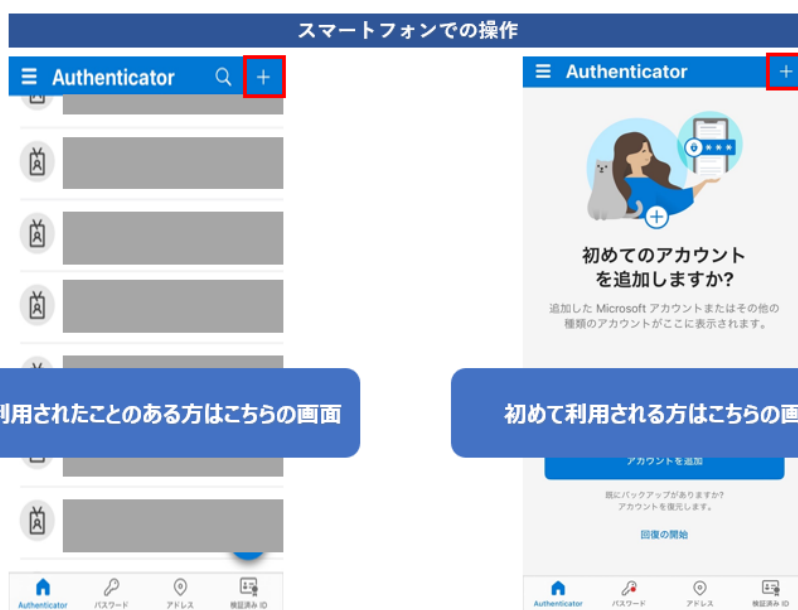 スマートフォンでの操作
Authenticator
利用されたことのある方はこちらの画面
Authenticator
パスワード
アドレス
検証済み ID
Authenticator
初めてのアカウント
を追加しますか?
追加した Microsoft アカウントまたはその他の
種類のアカウントがここに表示されます。
初めて利用される方はこちらの画
アカウントを追加
既にバックアップがありますか?
アカウントを復元します。
回復の開始
Authenticator
パスワード
アドレス
検証済み ID